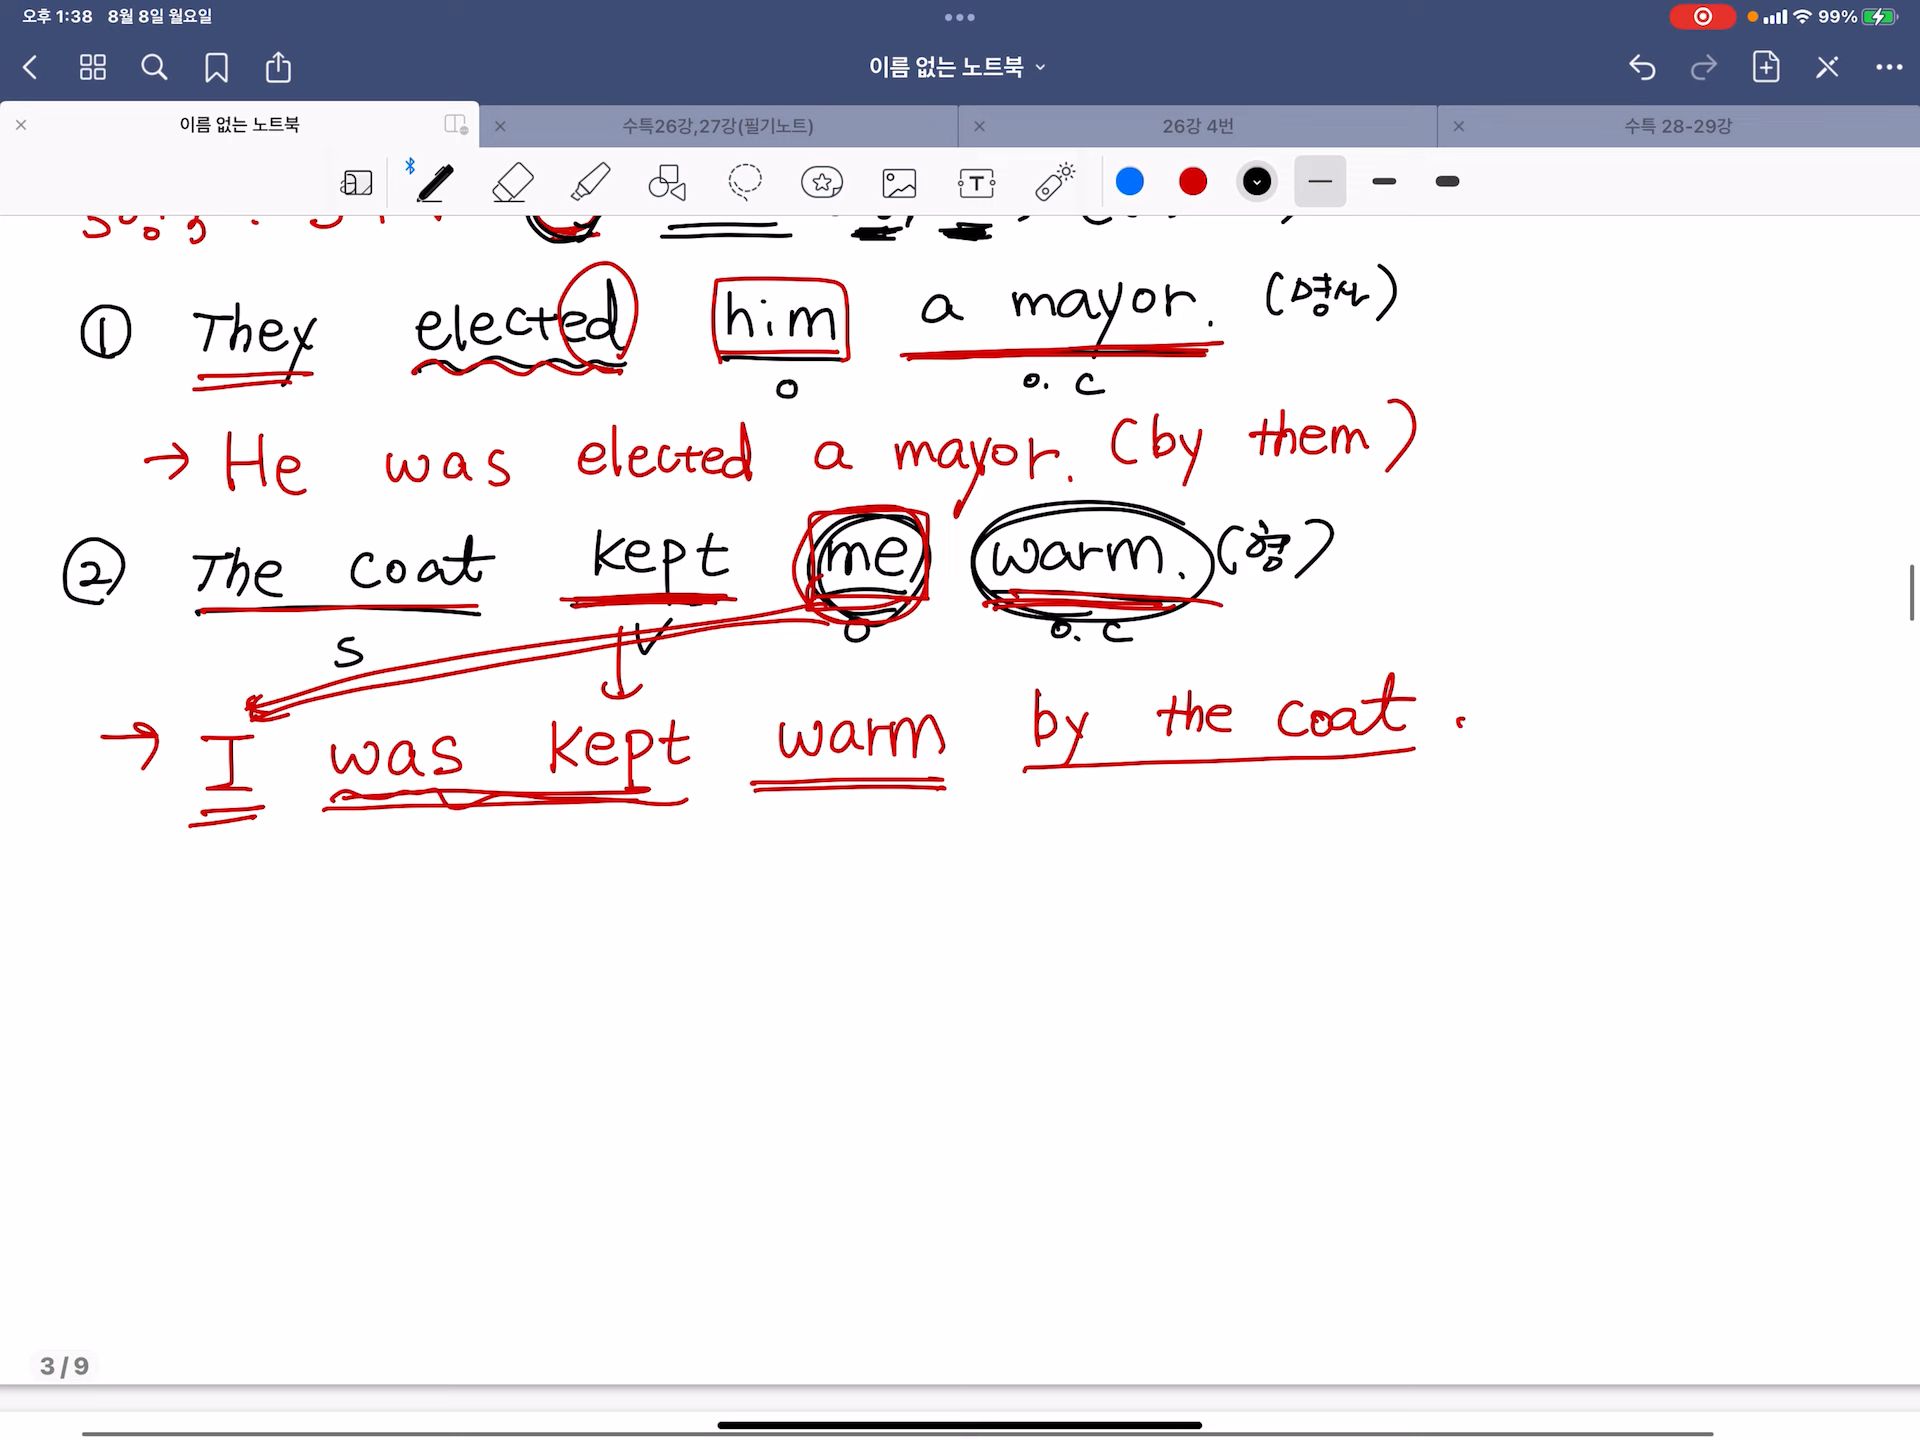 오후 1:38 8월 8일 월요일 99%
이름 없는 노트북
이름 없는 노트북 수특26강,27강(필기노트) 26강 4번 수특 28-29강
① They elected him a mayor. (명사)
o o. c
→ He was elected a mayor. (by them)
② The coat kept me warm. (형)
S V o o. c
→ I was kept warm by the coat.
3 / 9